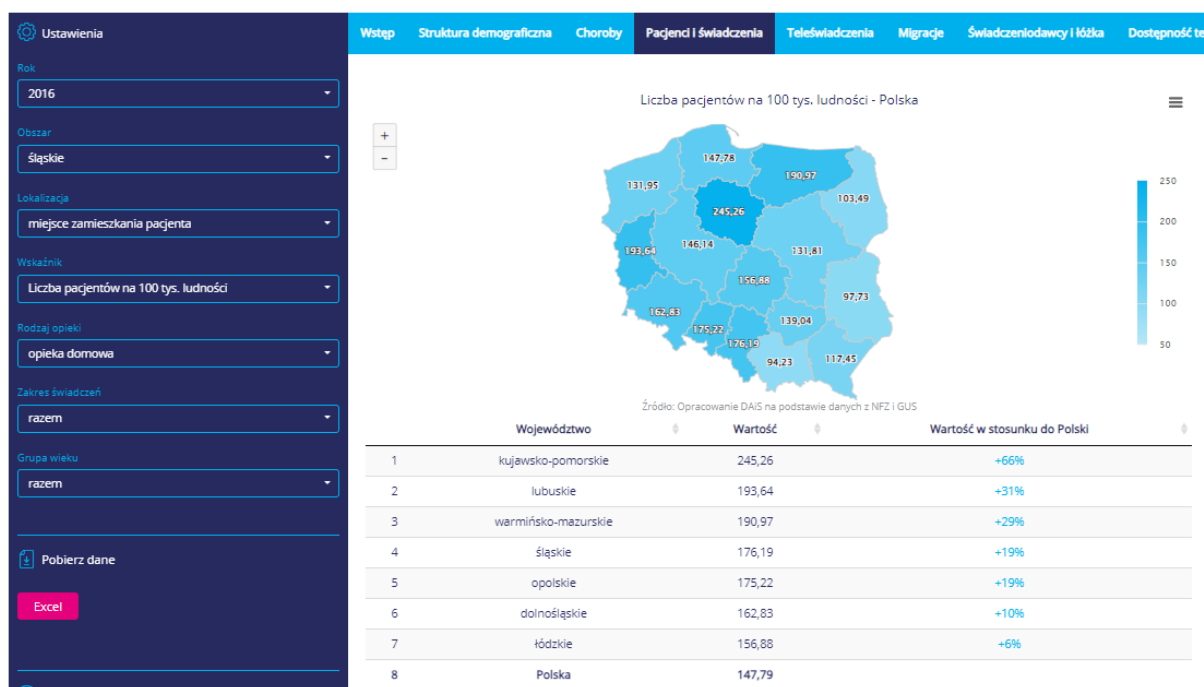 Ustawienia
Rok
2016
Obszar
śląskie
Lokalizacja
miejsce zamieszkania pacjenta
Wskaźnik
Liczba pacjentów na 100 tys. ludności
Rodzaj opieki
opieka domowa
Zakres świadczeń
razem
Grupa wieku
razem
Pobierz dane
Excel
Wstęp Struktura demograficzna Choroby Pacjenci i świadczenia Teleświadczenia Migracje Świadczeniodawcy i łóżka Dostępność te
Liczba pacjentów na 100 tys. ludności - Polska
+
−
147,78
190,97
131,95
103,49
245,26
146,14
193,64
131,81
156,88
97,73
162,83
139,04
175,22
176,19
94,23
117,45
250
200
150
100
50
Źródło: Opracowanie DAiS na podstawie danych z NFZ i GUS
Województwo Wartość Wartość w stosunku do Polski
1 kujawsko-pomorskie 245,26 +66%
2 lubuskie 193,64 +31%
3 warmińsko-mazurskie 190,97 +29%
4 śląskie 176,19 +19%
5 opolskie 175,22 +19%
6 dolnośląskie 162,83 +10%
7 łódzkie 156,88 +6%
8 Polska 147,79